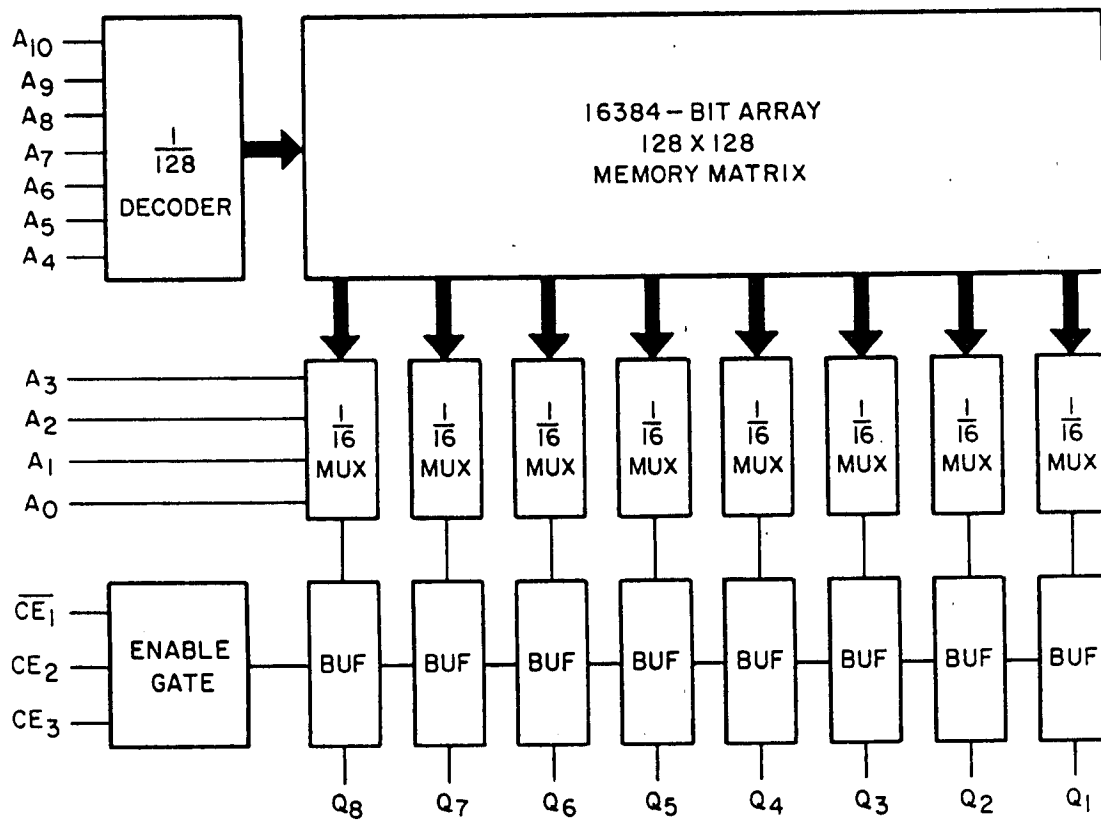 A10
A9
A8
A7
A6
A5
A4
1/128
DECODER
16384-BIT ARRAY
128 X 128
MEMORY MATRIX
A3
A2
A1
A0
1/16 MUX
1/16 MUX
1/16 MUX
1/16 MUX
1/16 MUX
1/16 MUX
1/16 MUX
1/16 MUX
C̅E̅1̅
CE2
CE3
ENABLE
GATE
BUF BUF BUF BUF BUF BUF BUF BUF
Q8 Q7 Q6 Q5 Q4 Q3 Q2 Q1